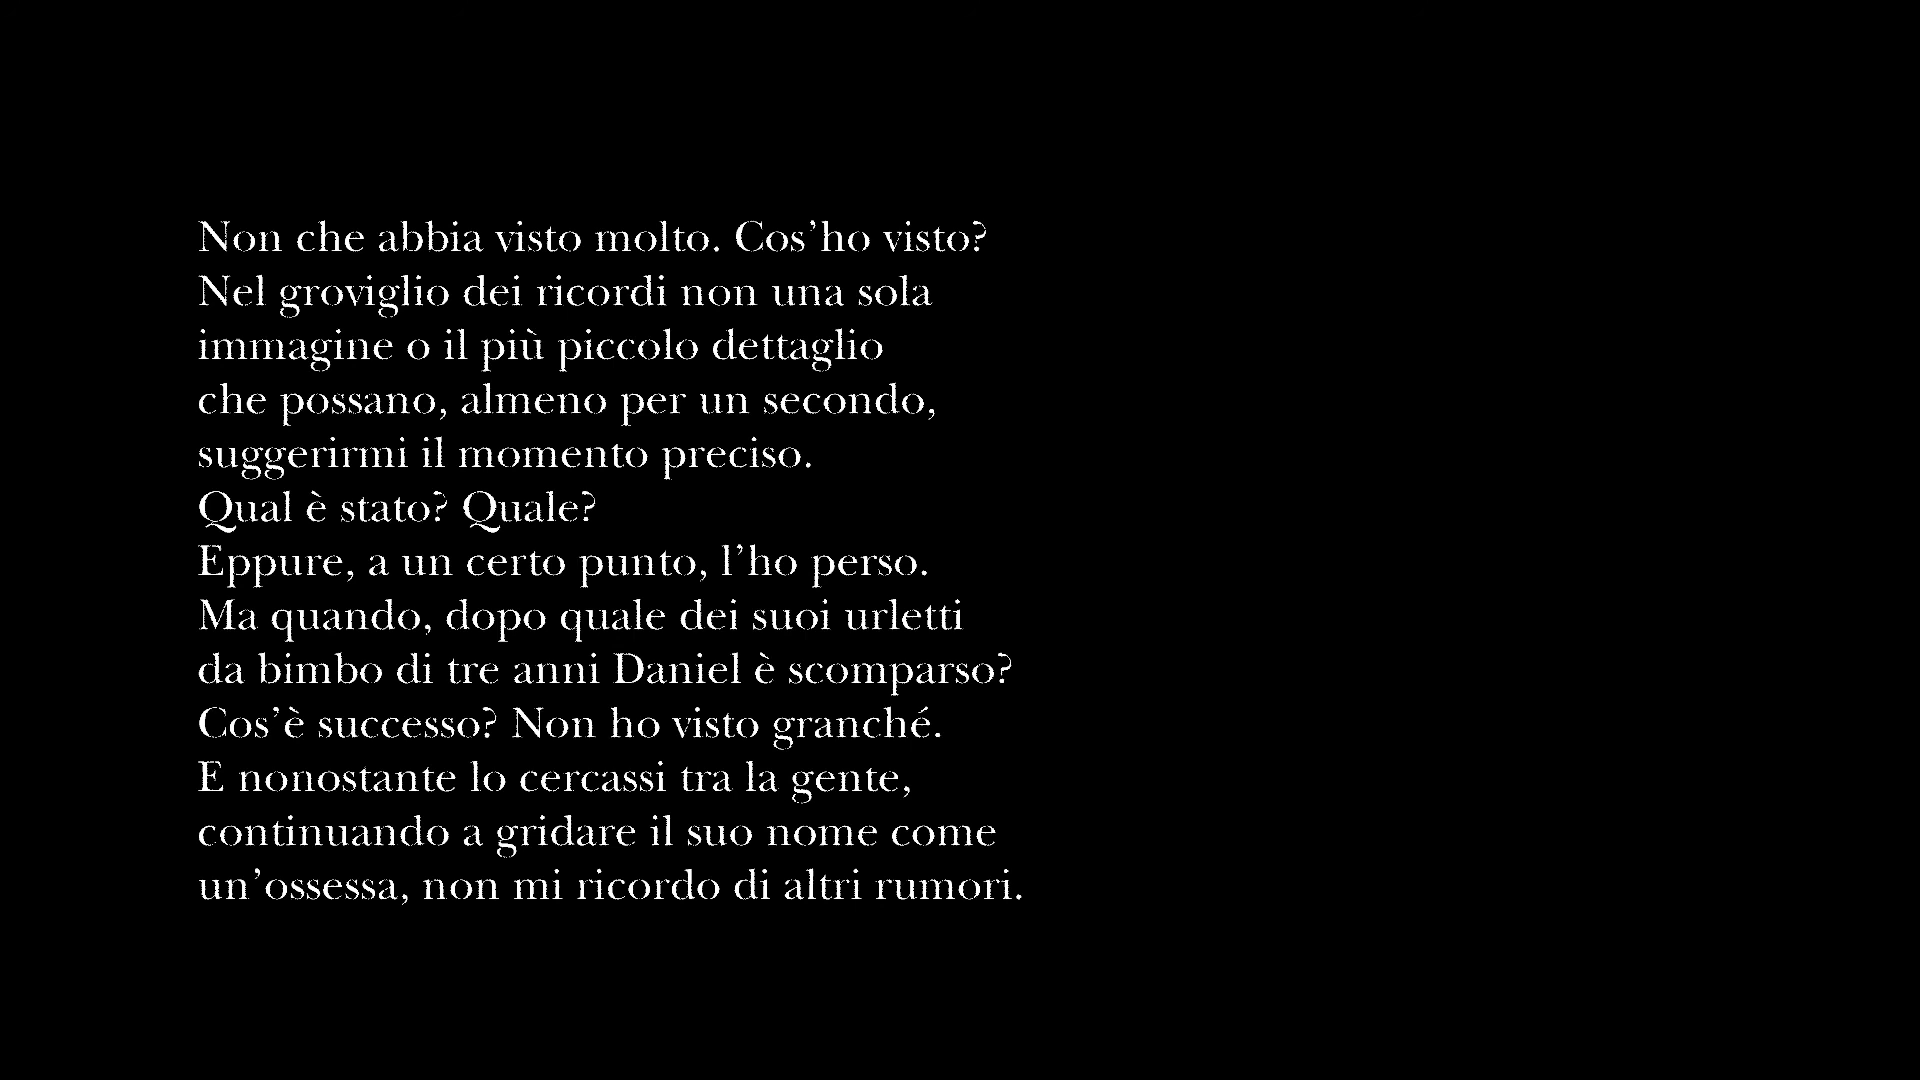 Non che abbia visto molto. Cos’ho visto?
Nel groviglio dei ricordi non una sola
immagine o il più piccolo dettaglio
che possano, almeno per un secondo,
suggerirmi il momento preciso.
Qual è stato? Quale?
Eppure, a un certo punto, l’ho perso.
Ma quando, dopo quale dei suoi urletti
da bimbo di tre anni Daniel è scomparso?
Cos’è successo? Non ho visto granché.
E nonostante lo cercassi tra la gente,
continuando a gridare il suo nome come
un’ossessa, non mi ricordo di altri rumori.